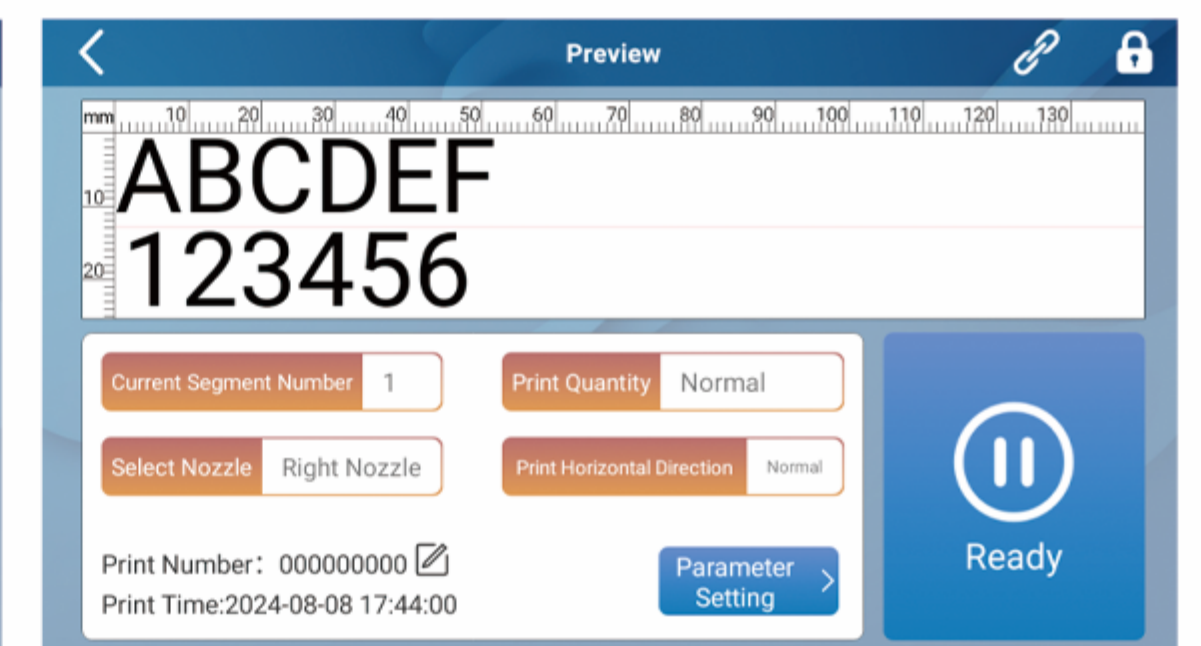 Preview
mm 10 20 30 40 50 60 70 80 90 100 110 120 130
ABCDEF
10
123456
20
Current Segment Number 1
Print Quantity Normal
Select Nozzle Right Nozzle
Print Horizontal Direction Normal
Print Number: 000000000
Print Time:2024-08-08 17:44:00
Parameter
Setting
Ready